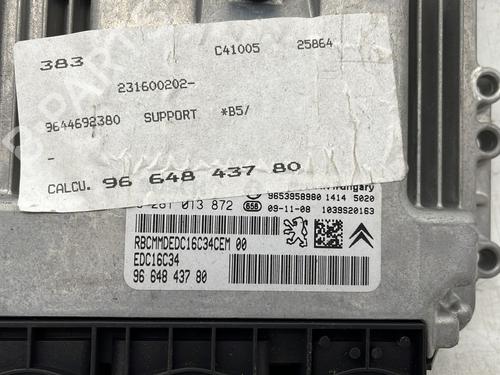 383 C41005 25864
231600202-
9644692380 SUPPORT *B5/
-
CALCU. 96 648 437 80
Hungary
0 281 013 872 658 9653958980 1414 5020
09-11-08 1039S20163
RBCMMDEDC16C34CEM 00
EDC16C34
96 648 437 80